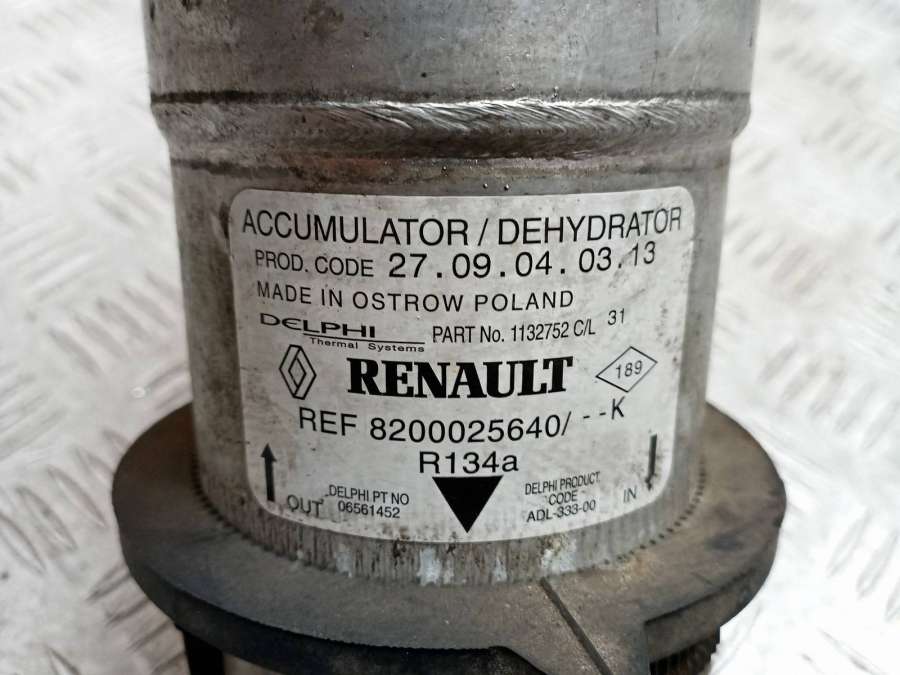 ACCUMULATOR / DEHYDRATOR
PROD. CODE 27.09.04.03.13
MADE IN OSTROW POLAND
DELPHI
Thermal Systems
PART No. 1132752 C/L 31
RENAULT
189
REF 8200025640/ --K
R134a
OUT
DELPHI PT NO
06561452
DELPHI PRODUCT
CODE
ADL-333-00
IN